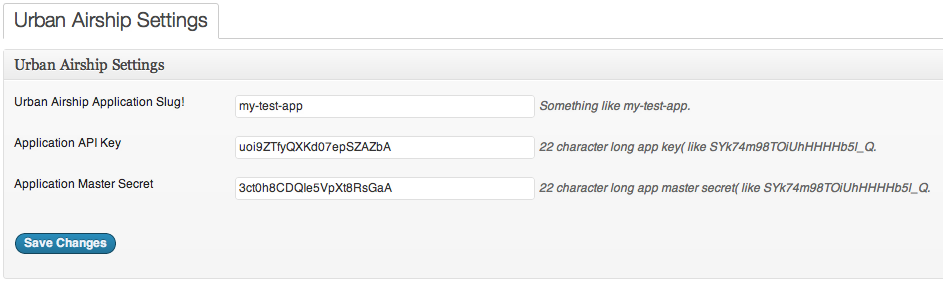 Urban Airship Settings
Urban Airship Settings
Urban Airship Application Slug! my-test-app Something like my-test-app.
Application API Key uoi9ZTfyQXKd07epSZAZbA 22 character long app key( like SYk74m98TOiUhHHHHb5l_Q.
Application Master Secret 3ct0h8CDQle5VpXt8RsGaA 22 character long app master secret( like SYk74m98TOiUhHHHHb5l_Q.
Save Changes